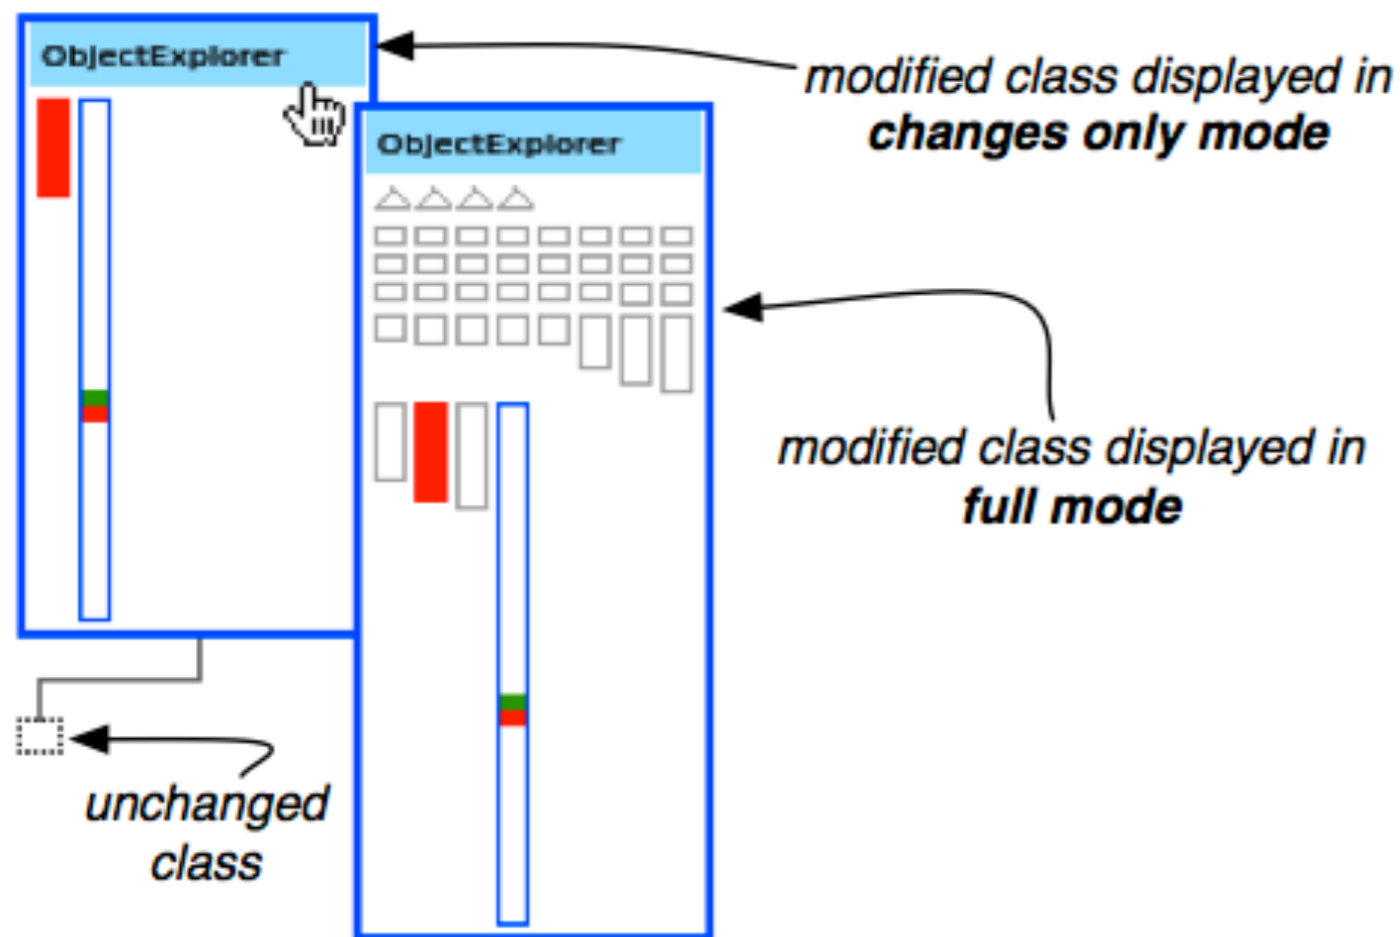 ObjectExplorer
modified class displayed in
changes only mode
ObjectExplorer
modified class displayed in
full mode
unchanged
class